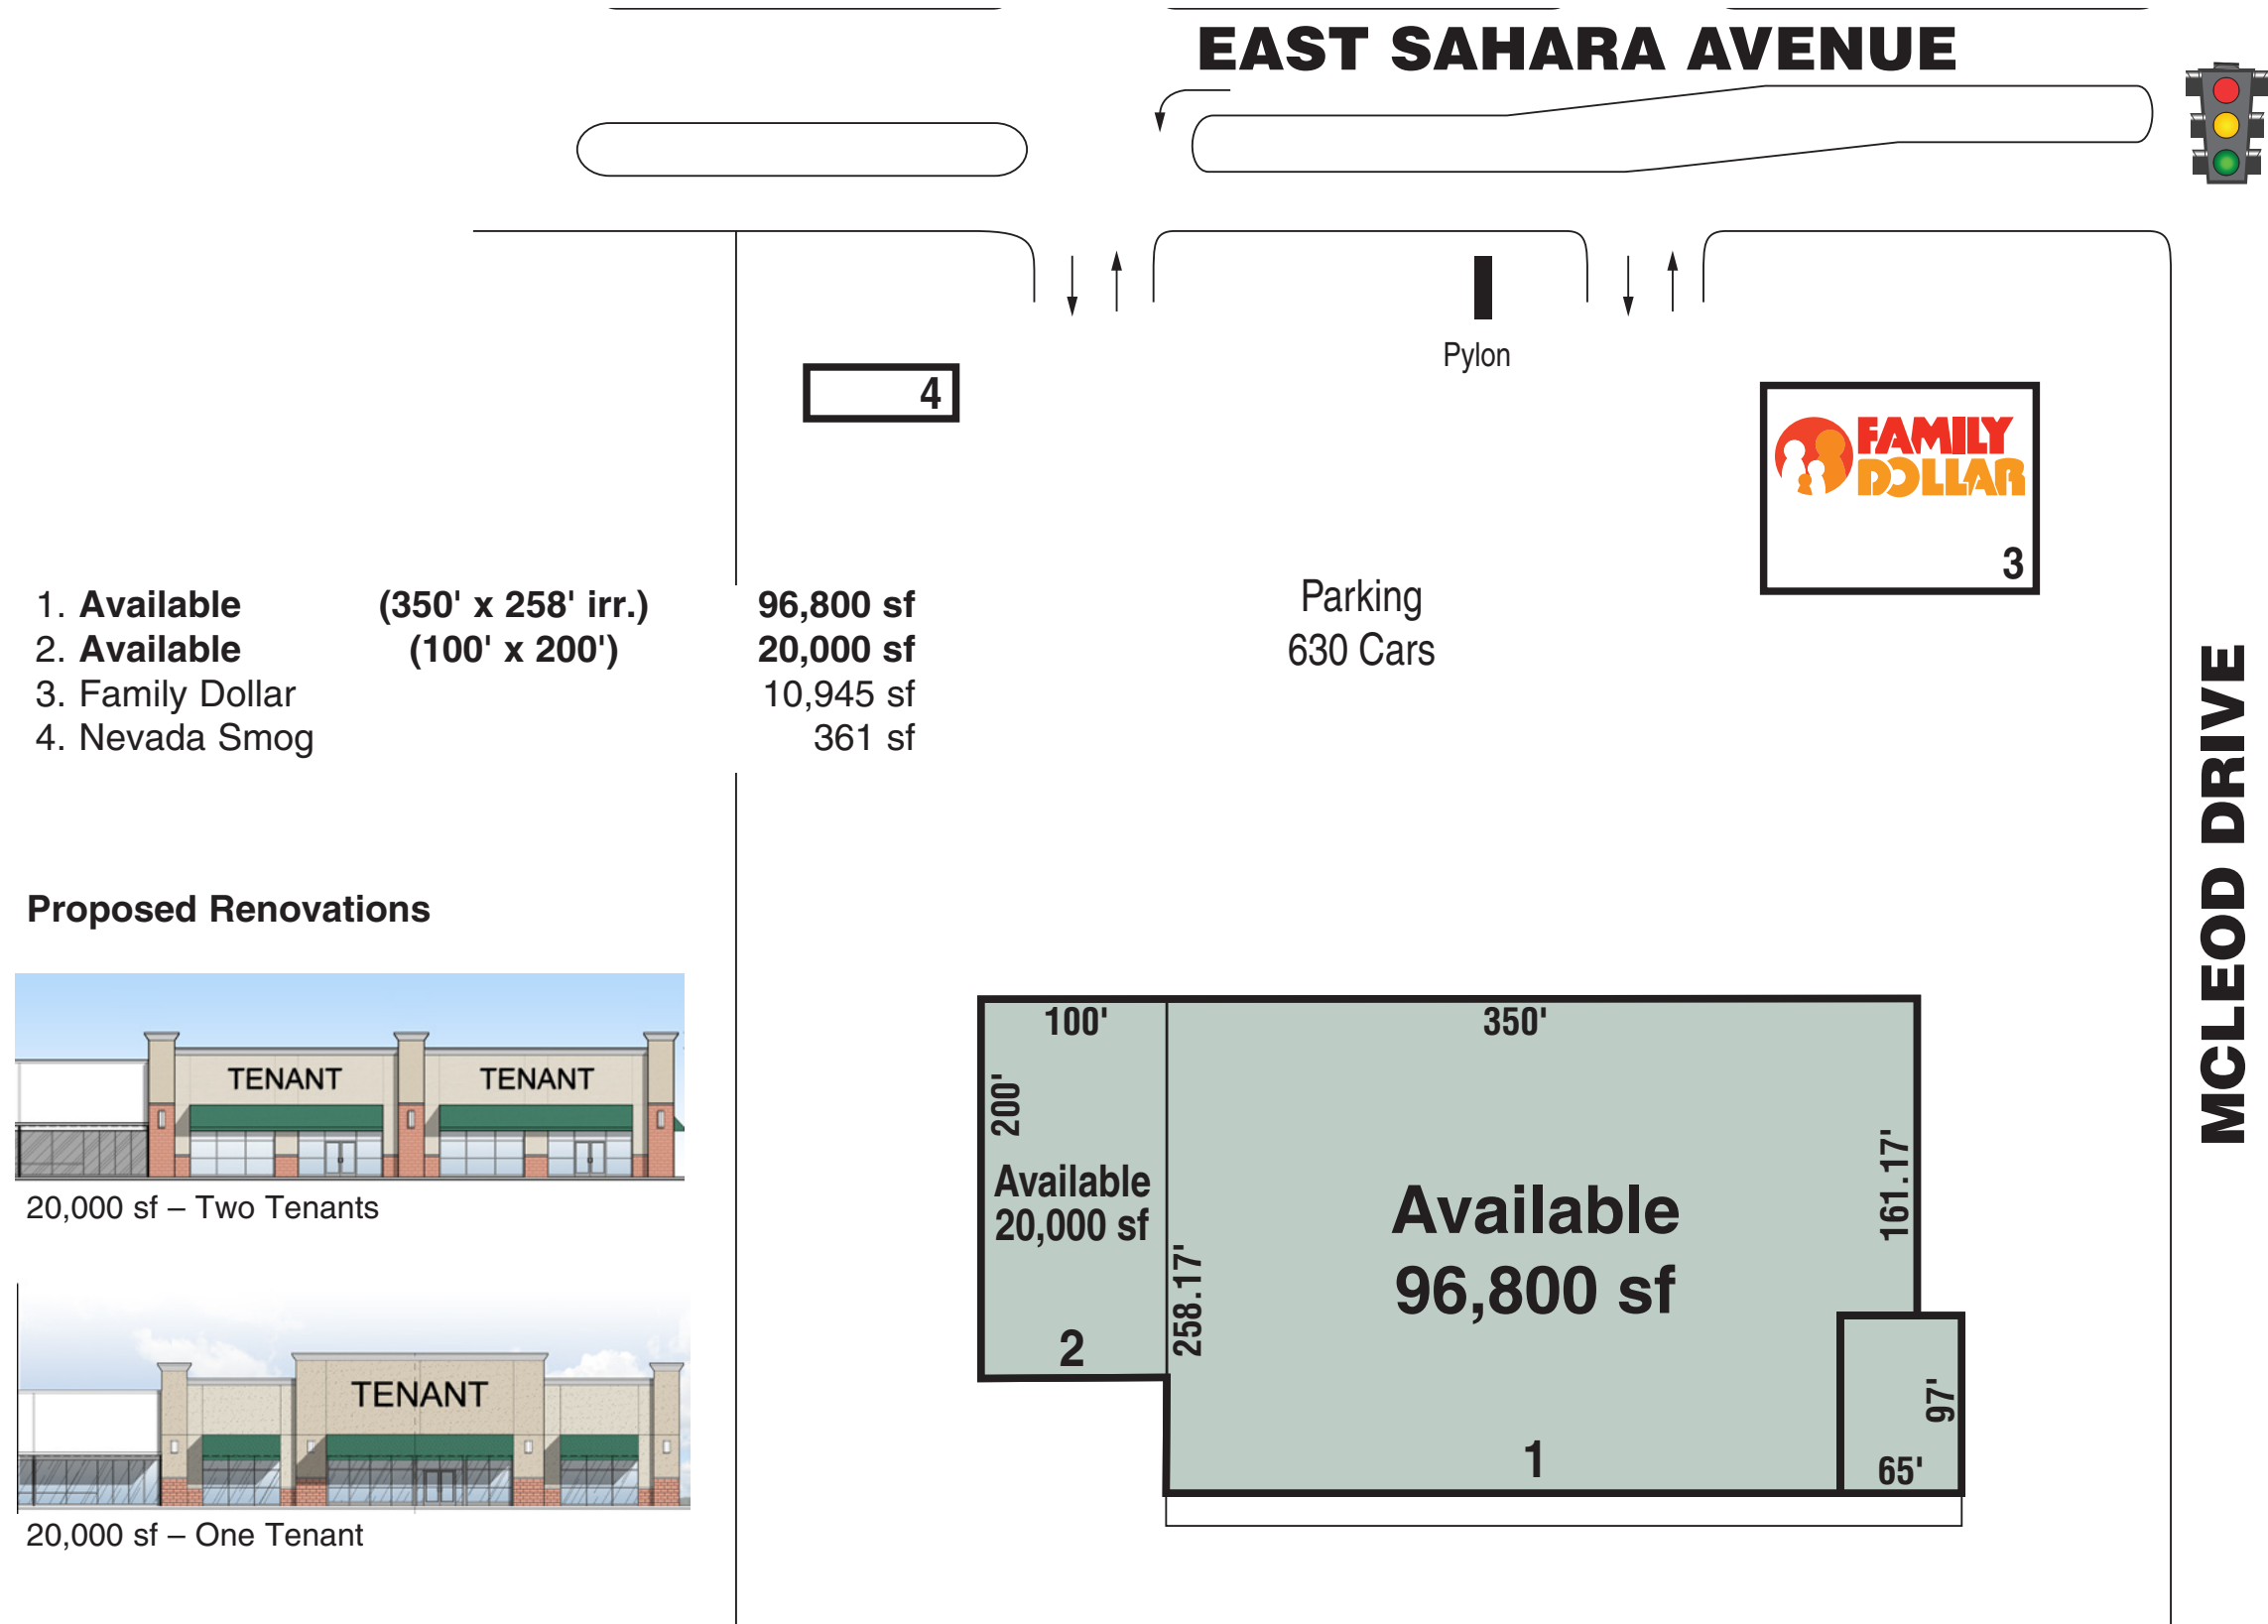 EAST SAHARA AVENUE
Pylon
4
FAMILY
DOLLAR
3
1. Available (350' x 258' irr.) 96,800 sf
2. Available (100' x 200') 20,000 sf
3. Family Dollar 10,945 sf
4. Nevada Smog 361 sf
Parking
630 Cars
MCLEOD DRIVE
Proposed Renovations
TENANT TENANT
20,000 sf – Two Tenants
TENANT
20,000 sf – One Tenant
100'
350'
200'
Available
20,000 sf
2
258.17'
161.17'
Available
96,800 sf
1
97'
65'